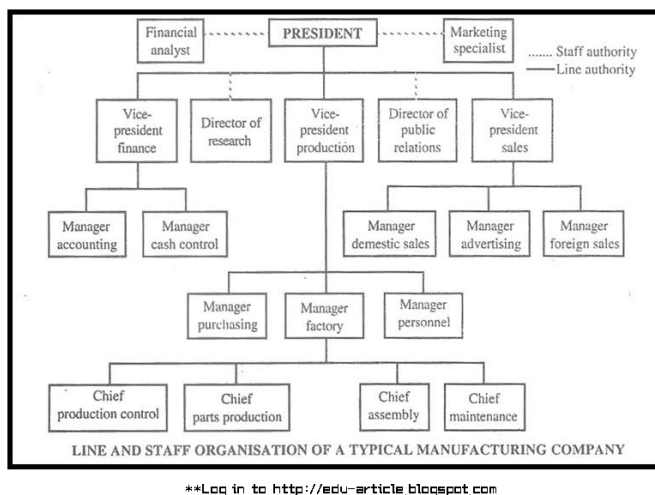 Financial
analyst
PRESIDENT
Marketing
specialist
Staff authority
Line authority
Vice-
president
finance
Director of
research
Vice-
president
production
Director of
public
relations
Vice-
president
sales
Manager
accounting
Manager
cash control
Manager
demestic sales
Manager
advertising
Manager
foreign sales
Manager
purchasing
Manager
factory
Manager
personnel
Chief
production control
Chief
parts production
Chief
assembly
Chief
maintenance
LINE AND STAFF ORGANISATION OF A TYPICAL MANUFACTURING COMPANY
**Log in to http://edu-article.blogspot.com